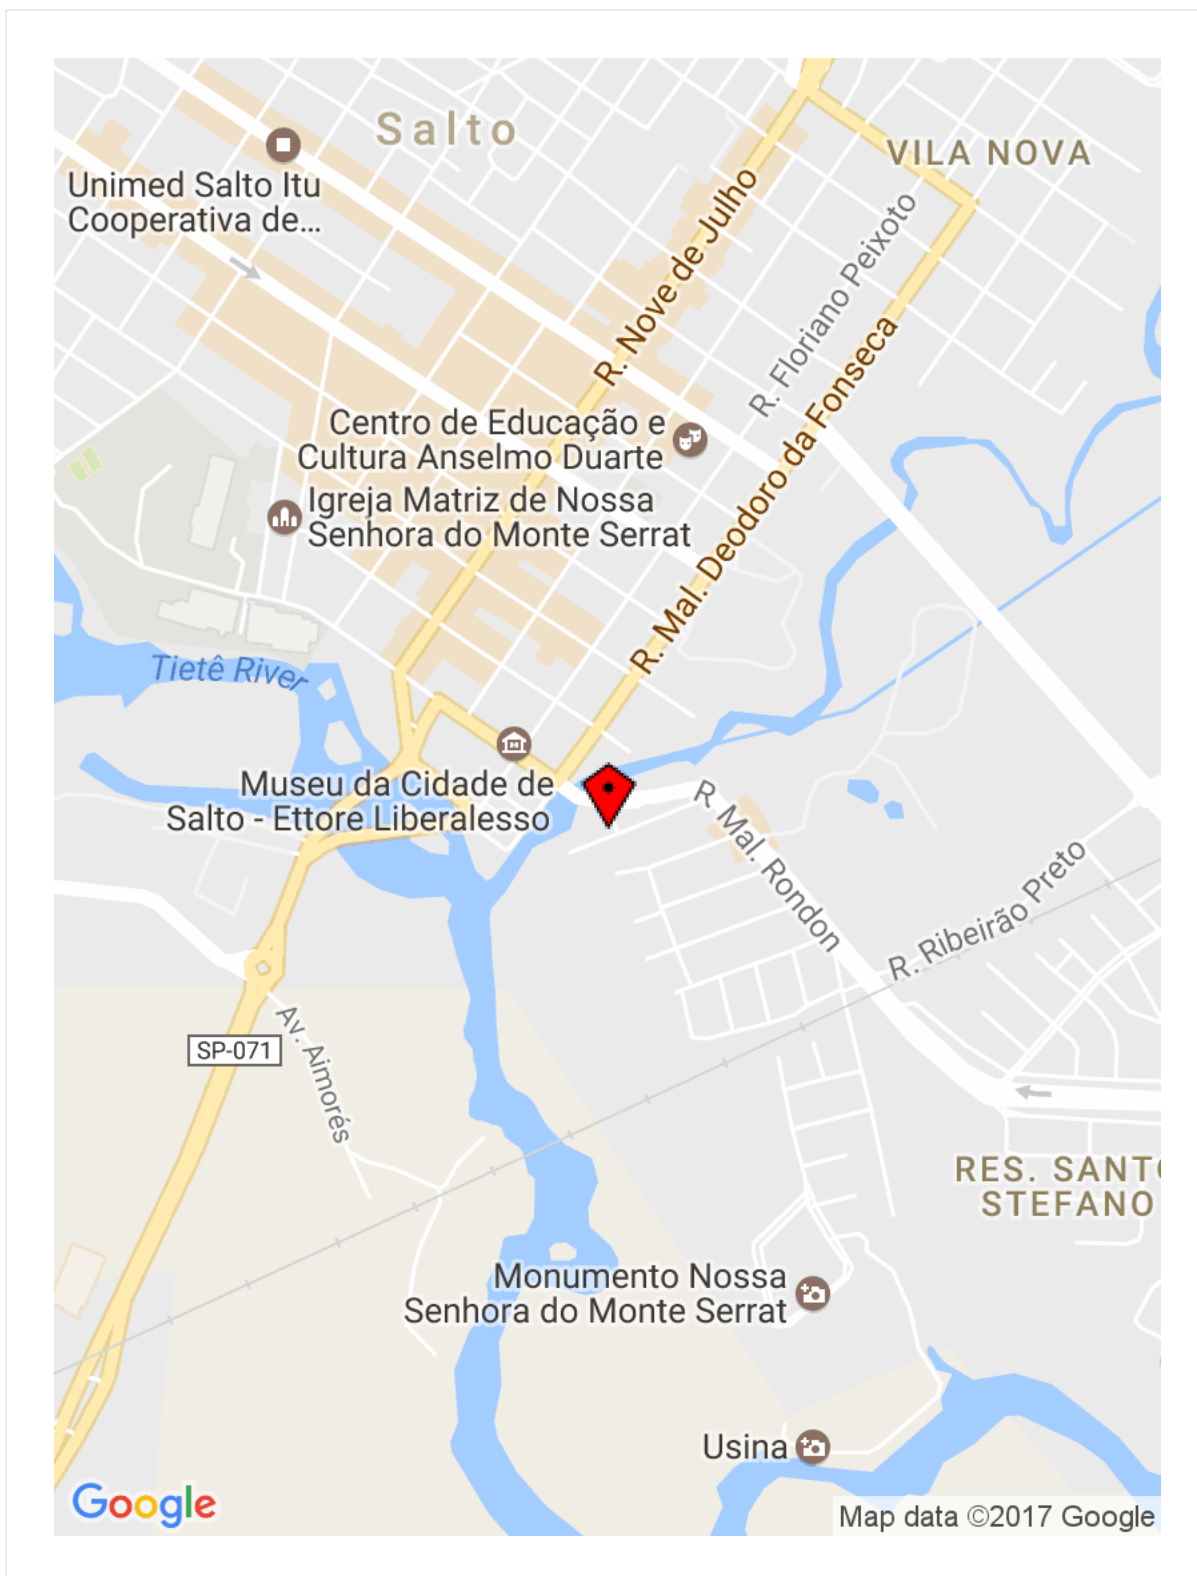 Salto
VILA NOVA
Unimed Salto Itu
Cooperativa de...
R. Nove de Julho
R. Floriano Peixoto
R. Mal. Deodoro da Fonseca
Centro de Educação e
Cultura Anselmo Duarte
Igreja Matriz de Nossa
Senhora do Monte Serrat
Tietê River
Museu da Cidade de
Salto - Ettore Liberalesso
R. Mal. Rondon
R. Ribeirão Preto
Av. Aimorés
SP-071
RES. SANTO
STEFANO
Monumento Nossa
Senhora do Monte Serrat
Usina
Google
Map data ©2017 Google